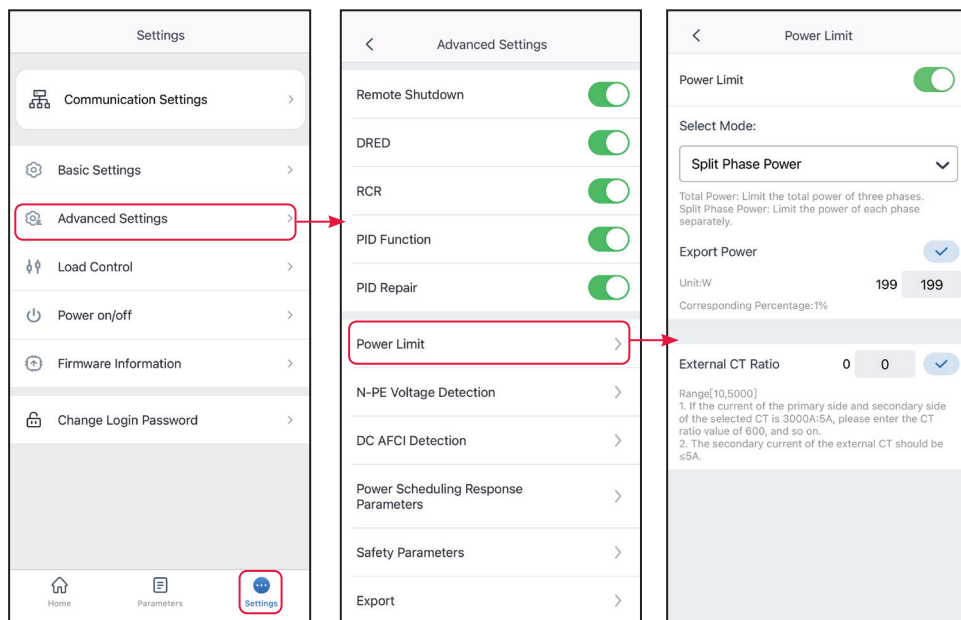 Settings
Communication Settings
Basic Settings
Advanced Settings
Load Control
Power on/off
Firmware Information
Change Login Password
Home
Parameters
Settings
Advanced Settings
Remote Shutdown
DRED
RCR
PID Function
PID Repair
Power Limit
N-PE Voltage Detection
DC AFCI Detection
Power Scheduling Response
Parameters
Safety Parameters
Export
Power Limit
Power Limit
Select Mode:
Split Phase Power
Total Power: Limit the total power of three phases.
Split Phase Power: Limit the power of each phase
separately.
Export Power
Unit:W 199 199
Corresponding Percentage:1%
External CT Ratio 0 0
Range[10,5000]
1. If the current of the primary side and secondary side
of the selected CT is 3000A:5A, please enter the CT
ratio value of 600, and so on.
2. The secondary current of the external CT should be
≤5A.